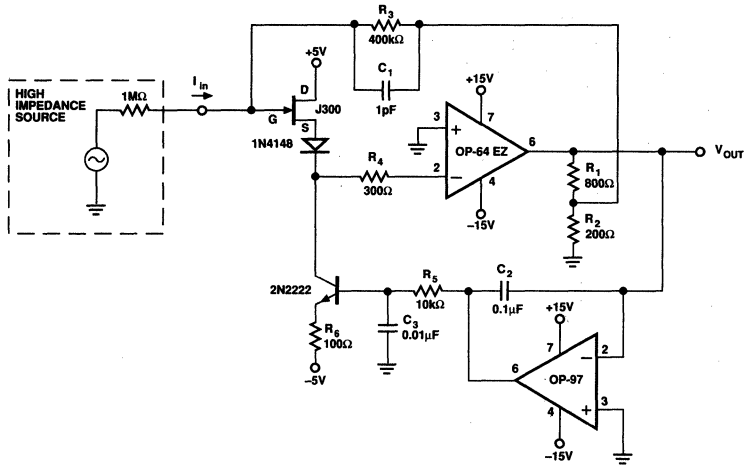 R3
400kΩ
C1
1pF
+5V
D
J300
G
S
1N4148
HIGH
IMPEDANCE
SOURCE
1MΩ
Iin
R4
300Ω
+15V
3
+
7
OP-64 EZ
6
2
−
4
−15V
VOUT
R1
800Ω
R2
200Ω
2N2222
R5
10kΩ
C2
0.1µF
R6
100Ω
−5V
C3
0.01µF
+15V
7
6
−
2
OP-97
+
3
4
−15V